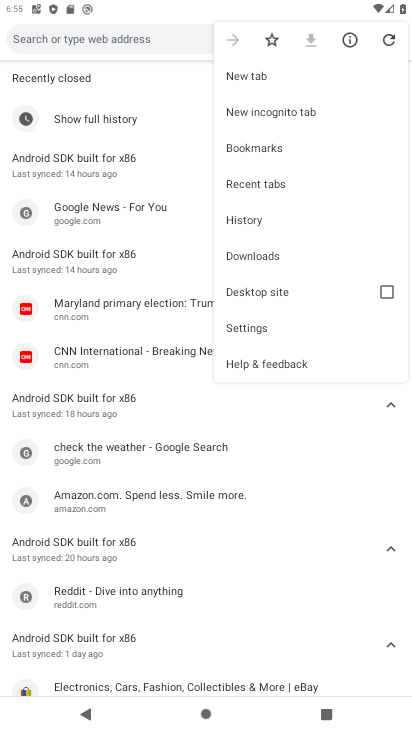 6:55
Search or type web address
Recently closed
Show full history
Android SDK built for x86
Last synced: 14 hours ago
G
Google News - For You
google.com
Android SDK built for x86
Last synced: 14 hours ago
CNN
Maryland primary election: Trum
cnn.com
CNN
CNN International - Breaking Ne
cnn.com
Android SDK built for x86
Last synced: 18 hours ago
G
check the weather - Google Search
google.com
A
Amazon.com. Spend less. Smile more.
amazon.com
Android SDK built for x86
Last synced: 20 hours ago
R
Reddit - Dive into anything
reddit.com
Android SDK built for x86
Last synced: 1 day ago
Electronics, Cars, Fashion, Collectibles & More | eBay
New tab
New incognito tab
Bookmarks
Recent tabs
History
Downloads
Desktop site
Settings
Help & feedback